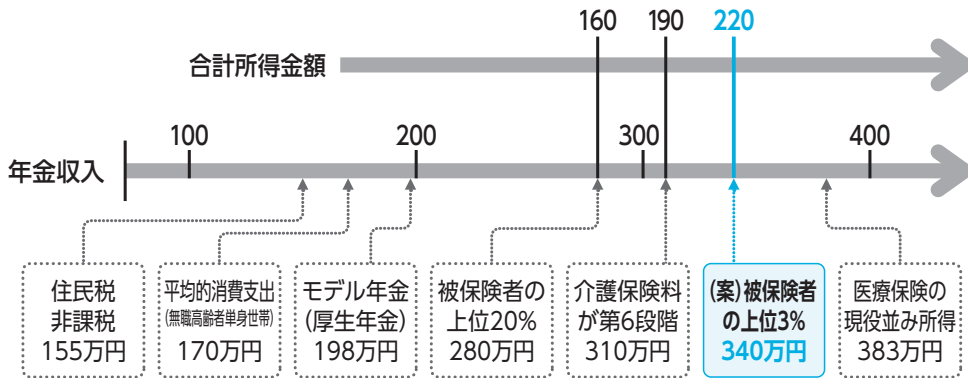 160
190
220
合計所得金額
100
200
300
400
年金収入
住民税
非課税
155万円
平均的消費支出
(無職高齢者単身世帯)
170万円
モデル年金
(厚生年金)
198万円
被保険者の
上位20%
280万円
介護保険料
が第6段階
310万円
(案)被保険者
の上位3%
340万円
医療保険の
現役並み所得
383万円